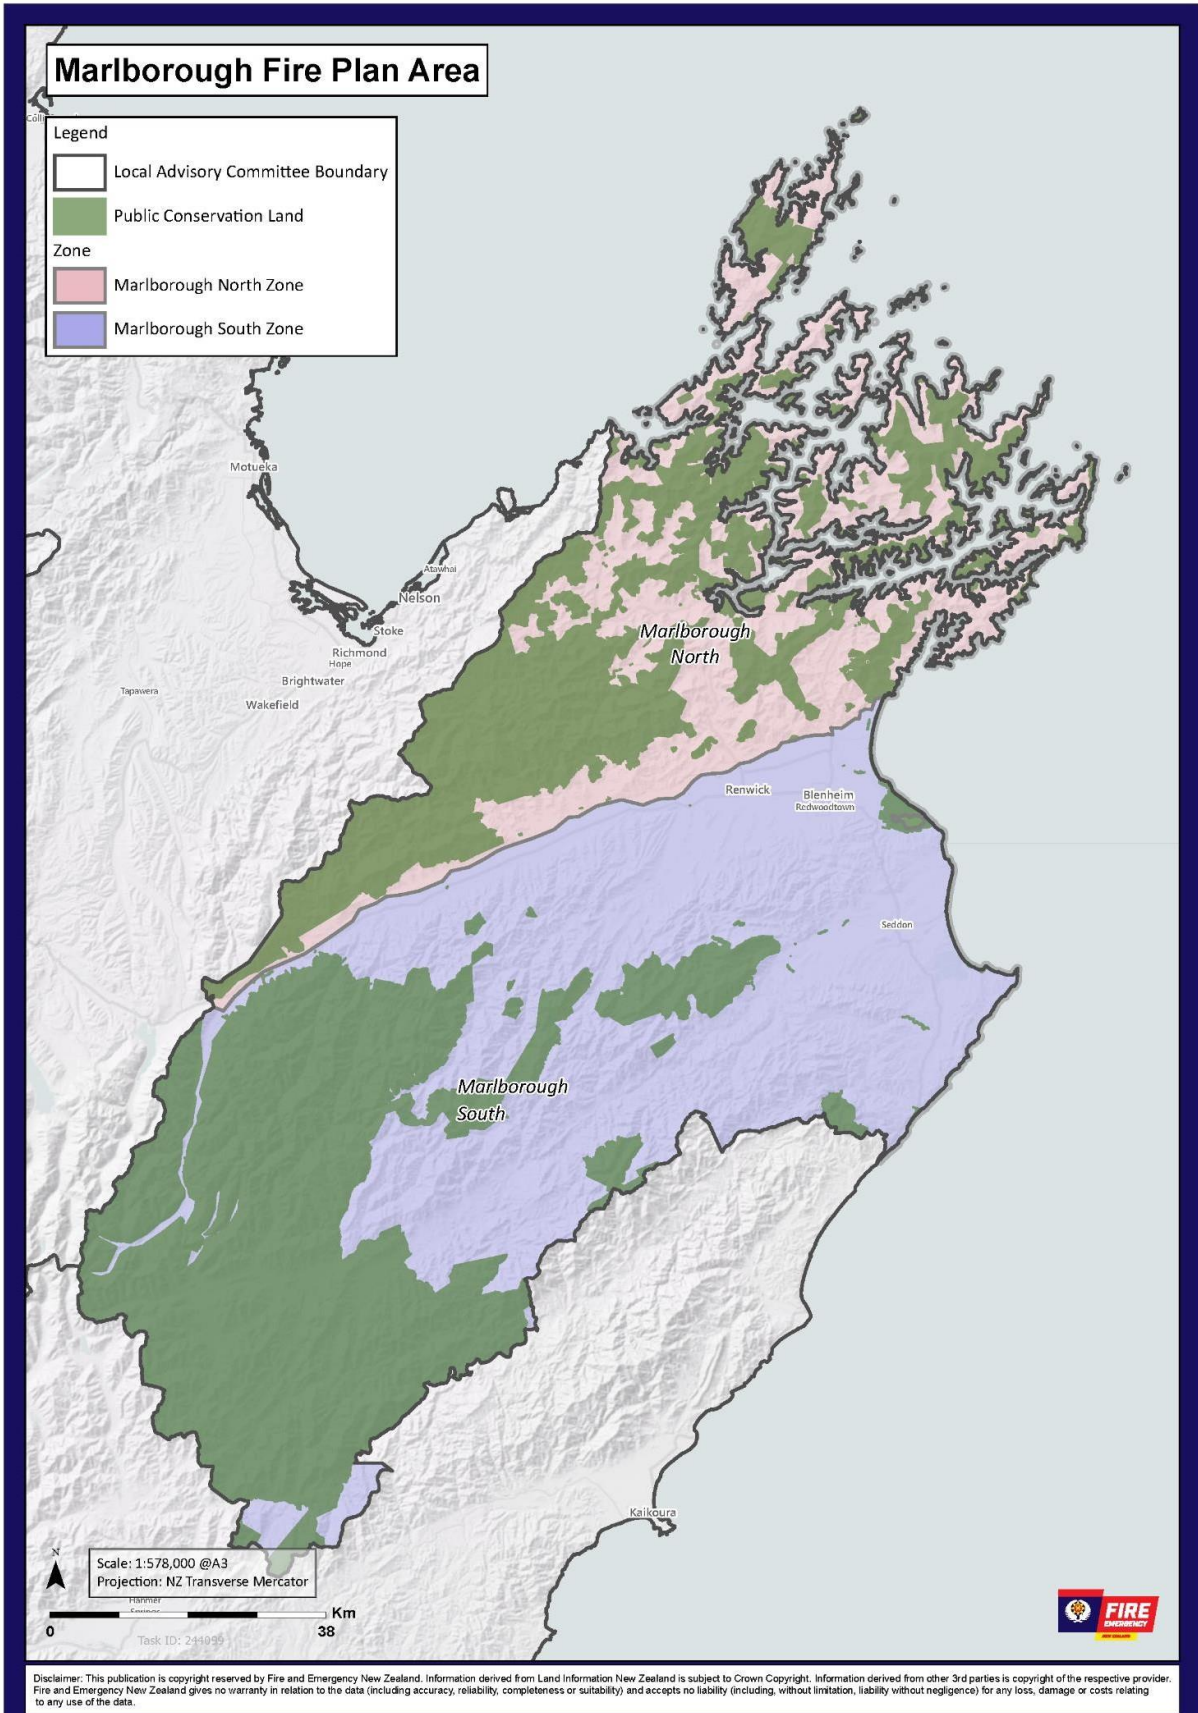 Marlborough Fire Plan Area
Legend
Local Advisory Committee Boundary
Public Conservation Land
Zone
Marlborough North Zone
Marlborough South Zone
Motueka
Atawhai
Nelson
Stoke
Richmond
Hope
Brightwater
Tapawera
Wakefield
Marlborough
North
Renwick
Blenheim
Redwoodtown
Seddon
Marlborough
South
Kaikoura
N
Scale: 1:578,000 @A3
Projection: NZ Transverse Mercator
Hanmer
Springs
Km
0
38
Task ID: 244099
FIRE
EMERGENCY
NEW ZEALAND
Disclaimer: This publication is copyright reserved by Fire and Emergency New Zealand. Information derived from Land Information New Zealand is subject to Crown Copyright. Information derived from other 3rd parties is copyright of the respective provider.
Fire and Emergency New Zealand gives no warranty in relation to the data (including accuracy, reliability, completeness or suitability) and accepts no liability (including, without limitation, liability without negligence) for any loss, damage or costs relating
to any use of the data.